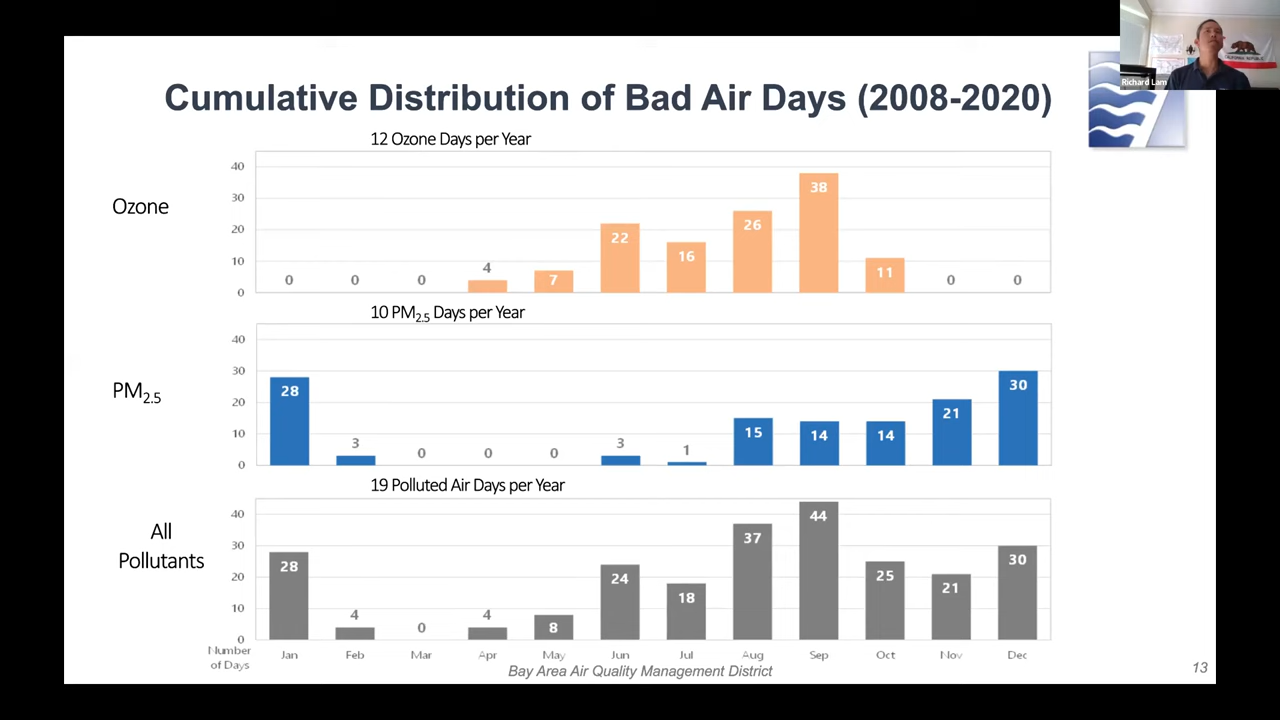 Richard Lam
Cumulative Distribution of Bad Air Days (2008-2020)
12 Ozone Days per Year
Ozone
40
30
20
10
0
0 0 0 4 7 22 16 26 38 11 0 0
10 PM2.5 Days per Year
PM2.5
40
30
20
10
0
28 3 0 0 0 3 1 15 14 14 21 30
19 Polluted Air Days per Year
All
Pollutants
40
30
20
10
0
28 4 0 4 8 24 18 37 44 25 21 30
Number
of Days
Jan Feb Mar Apr May Jun Jul Aug Sep Oct Nov Dec
Bay Area Air Quality Management District
13